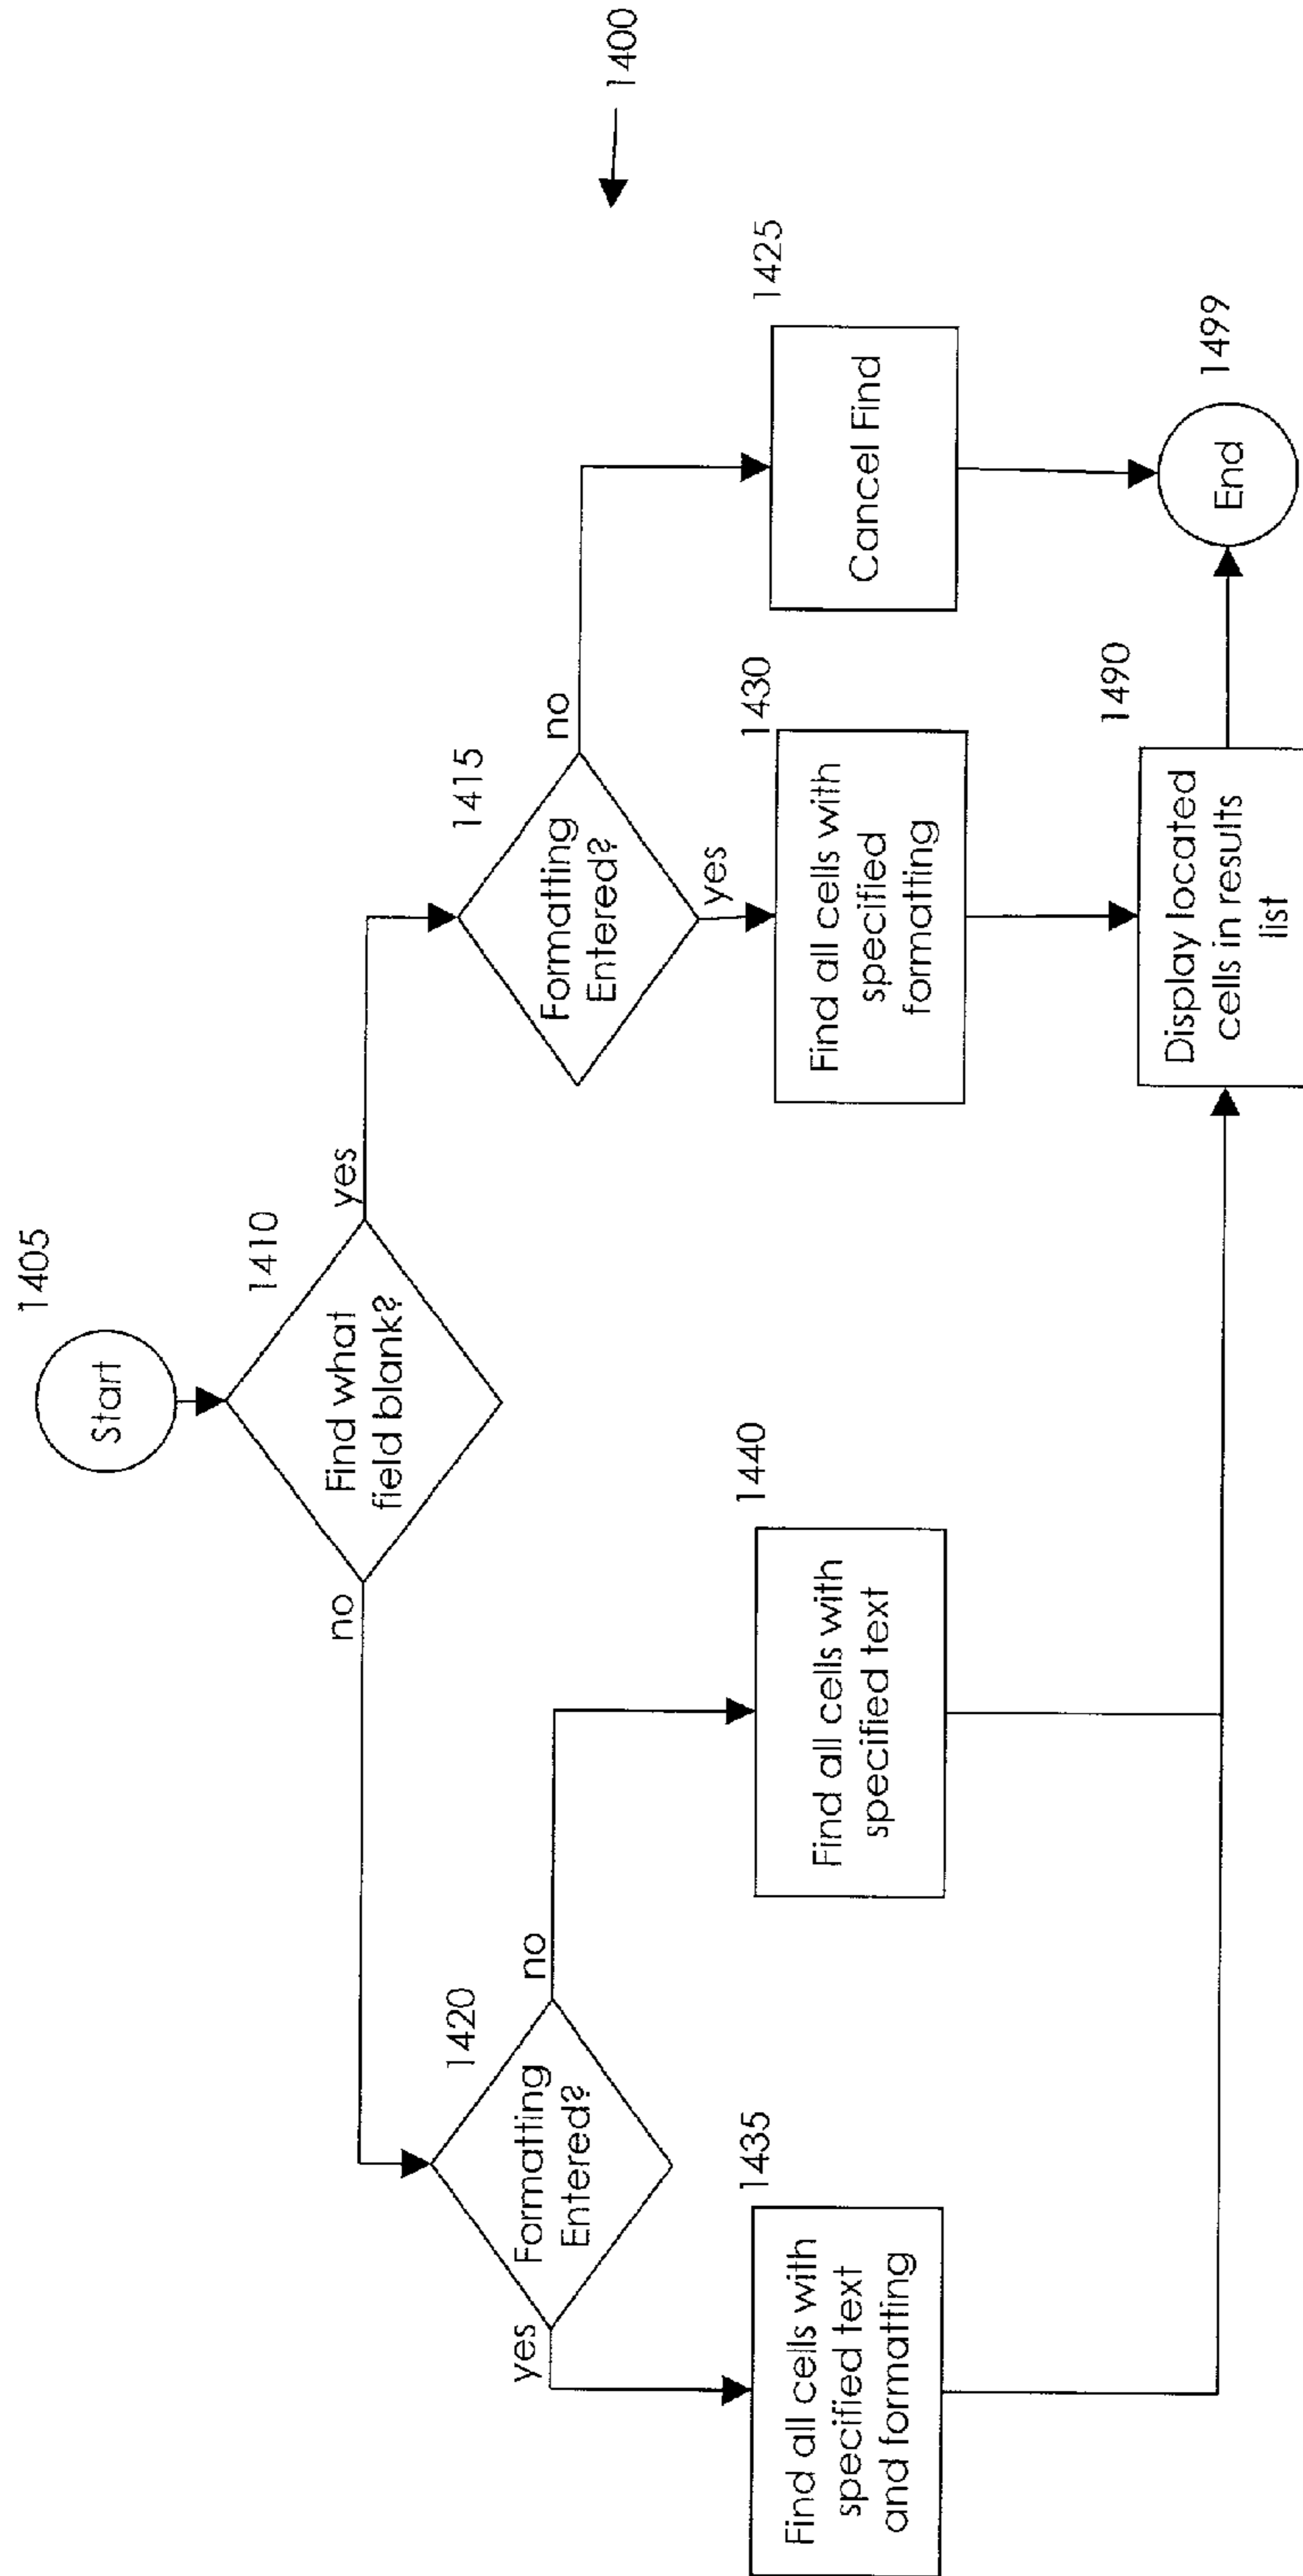 1400
1405
Start
1410
Find what
field blank?
no
yes
1420
Formatting
Entered?
yes
no
1415
Formatting
Entered?
yes
no
1435
Find all cells with
specified text
and formatting
1440
Find all cells with
specified text
1430
Find all cells with
specified
formatting
1425
Cancel Find
1490
Display located
cells in results
list
1499
End